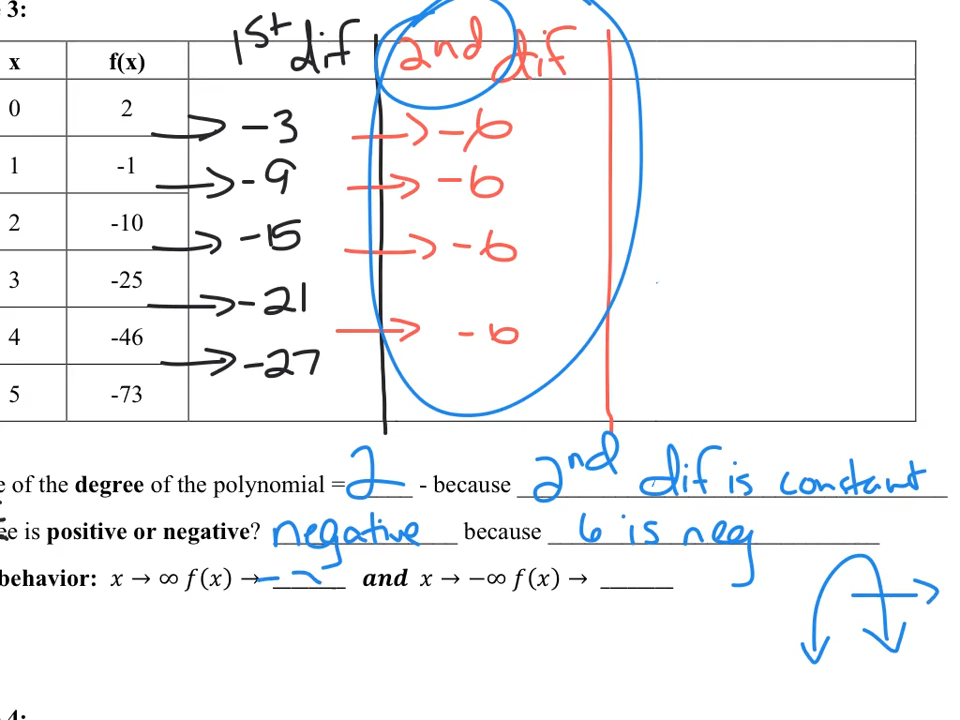 3:
1st dif 2nd dif
x f(x)
0 2
-3 -6
1 -1
-9 -6
2 -10
-15 -6
3 -25
-21
4 -46
-6
-27
5 -73
e of the degree of the polynomial = 2 - because 2nd dif is constant
ee is positive or negative? negative because 6 is neg
behavior: x → ∞ f(x) → - and x → -∞ f(x) → ______
4: